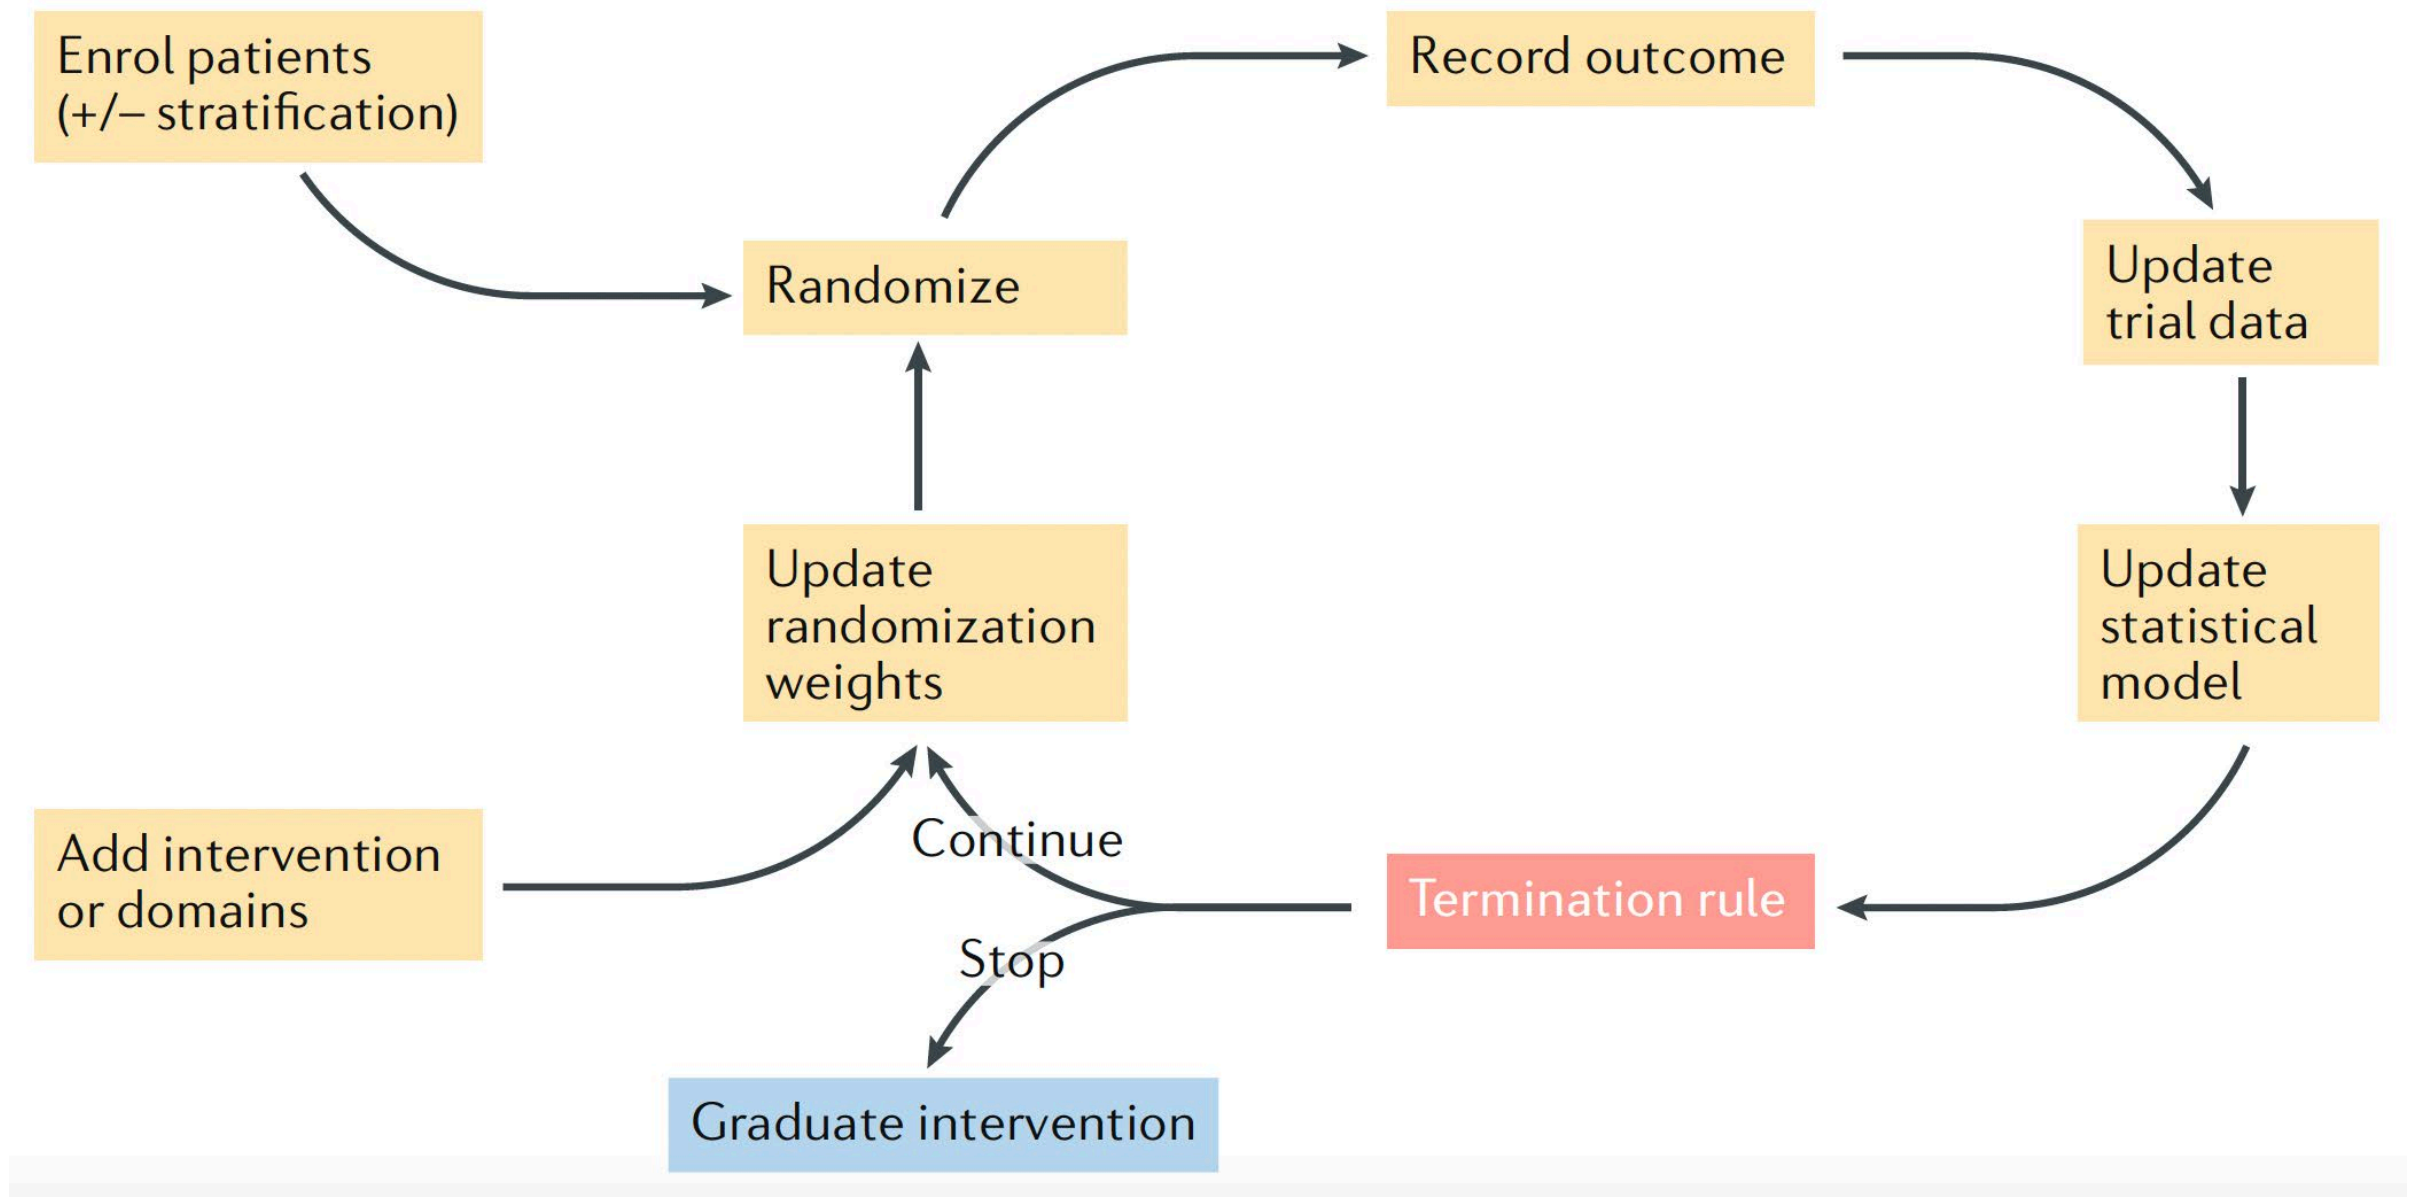 Enrol patients
(+/– stratification)
Record outcome
Randomize
Update
trial data
Update
randomization
weights
Update
statistical
model
Add intervention
or domains
Continue
Termination rule
Stop
Graduate intervention